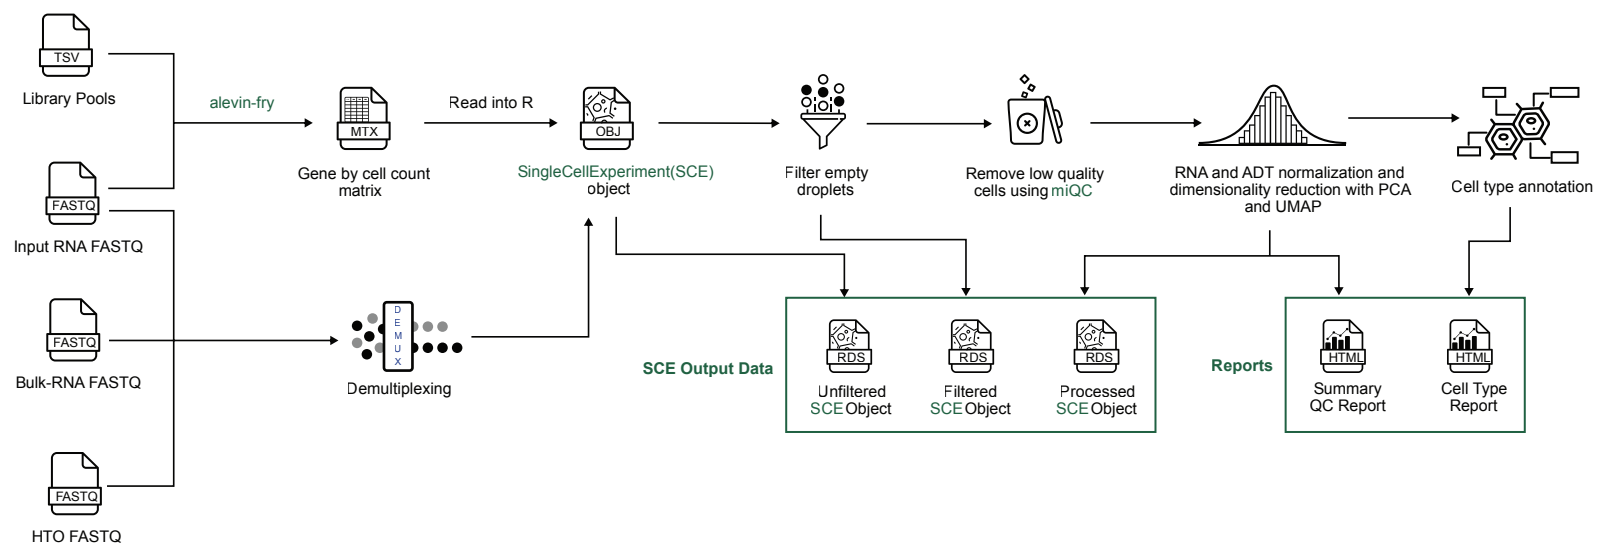 TSV
Library Pools
alevin-fry
MTX
Gene by cell count
matrix
Read into R
OBJ
SingleCellExperiment(SCE)
object
Filter empty
droplets
Remove low quality
cells using miQC
RNA and ADT normalization and
dimensionality reduction with PCA
and UMAP
Cell type annotation
FASTQ
Input RNA FASTQ
FASTQ
Bulk-RNA FASTQ
DEMUX
Demultiplexing
FASTQ
HTO FASTQ
SCE Output Data
RDS
Unfiltered
SCE Object
RDS
Filtered
SCE Object
RDS
Processed
SCE Object
Reports
HTML
Summary
QC Report
HTML
Cell Type
Report